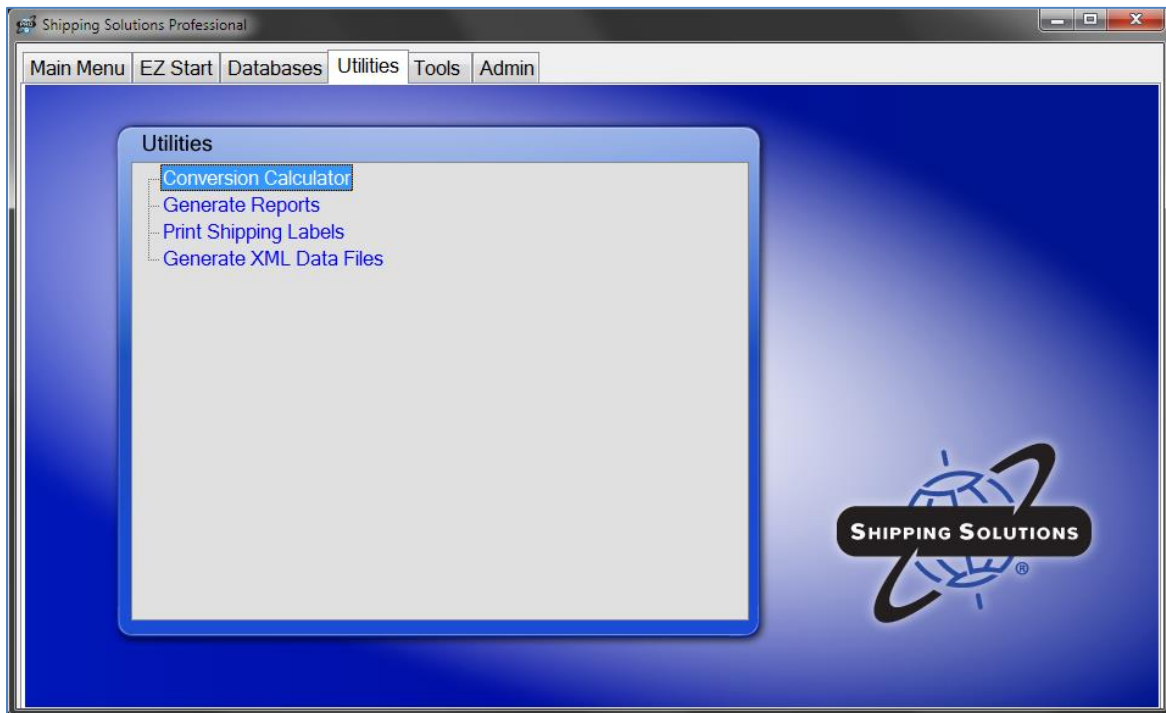 Shipping Solutions Professional
Main Menu EZ Start Databases Utilities Tools Admin
Utilities
Conversion Calculator
Generate Reports
Print Shipping Labels
Generate XML Data Files
SHIPPING SOLUTIONS
®